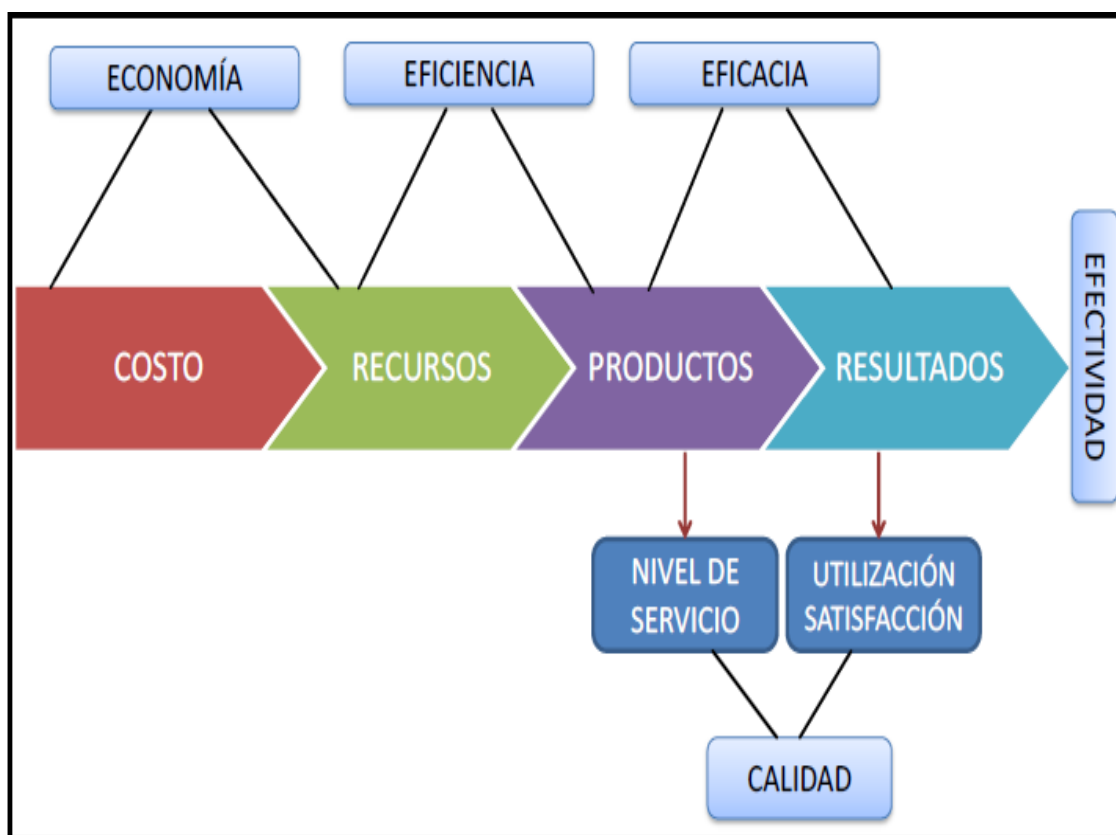 ECONOMÍA
EFICIENCIA
EFICACIA
COSTO
RECURSOS
PRODUCTOS
RESULTADOS
EFECTIVIDAD
NIVEL DE
SERVICIO
UTILIZACIÓN
SATISFACCIÓN
CALIDAD